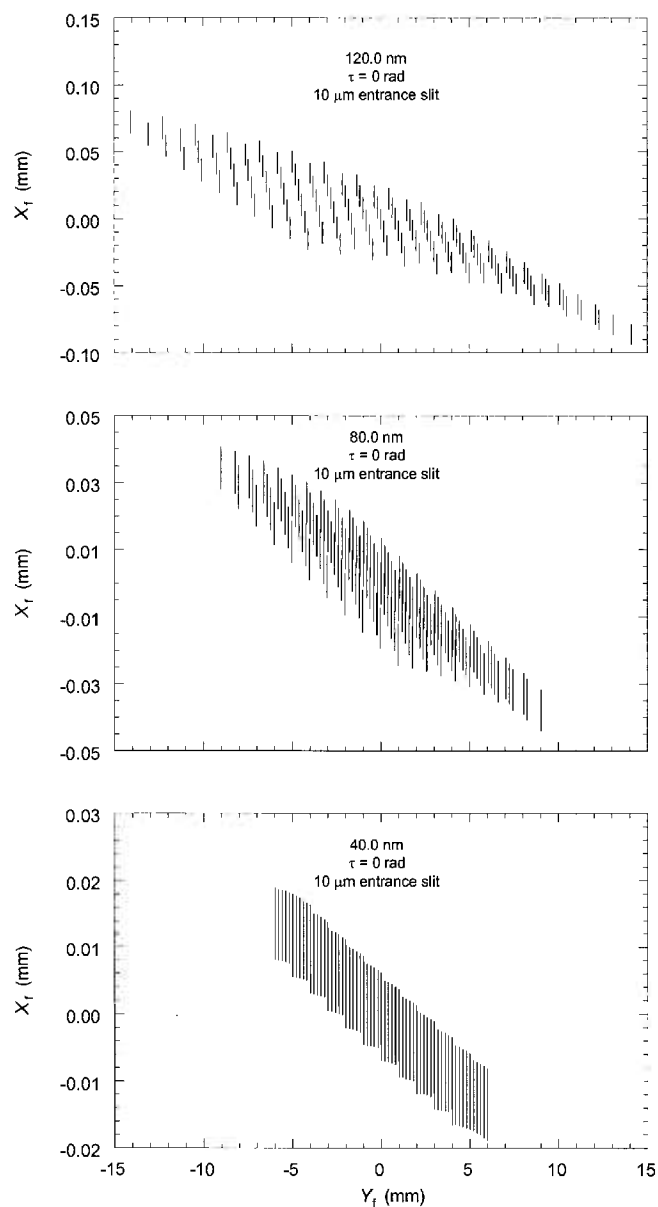 0.15
120.0 nm
τ = 0 rad
10 μm entrance slit
0.10
0.05
0.00
-0.05
-0.10
X_f (mm)
0.05
80.0 nm
τ = 0 rad
10 μm entrance slit
0.03
0.01
-0.01
-0.03
-0.05
X_f (mm)
0.03
40.0 nm
τ = 0 rad
10 μm entrance slit
0.02
0.01
0.00
-0.01
-0.02
X_f (mm)
-15 -10 -5 0 5 10 15
Y_f (mm)